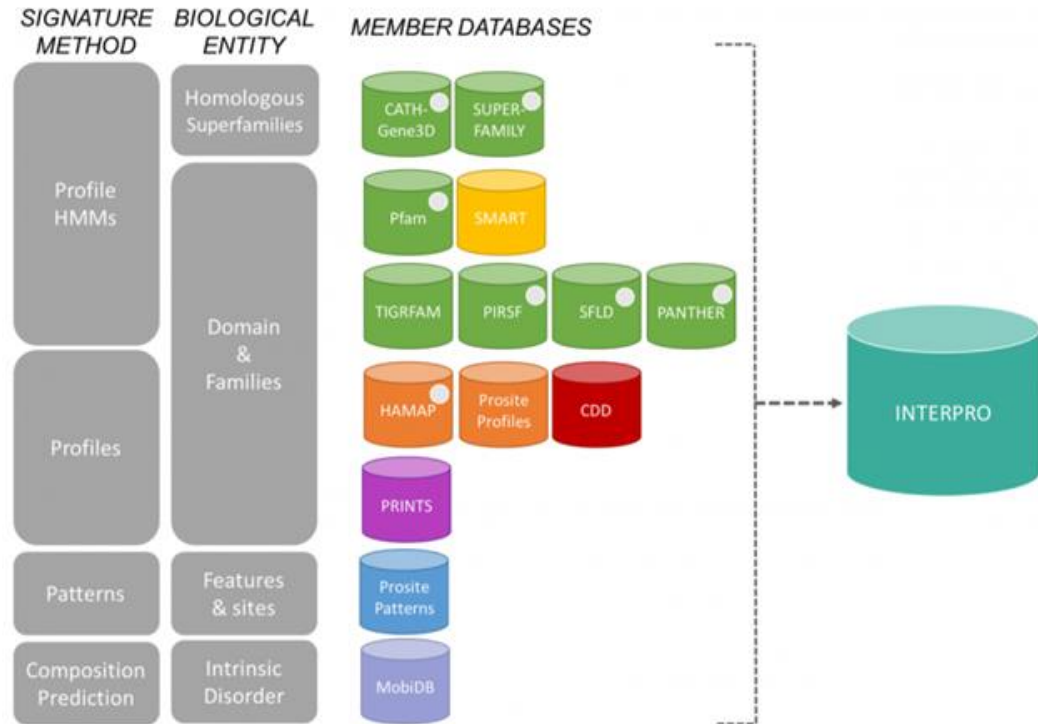 SIGNATURE
METHOD
BIOLOGICAL
ENTITY
MEMBER DATABASES
Homologous
Superfamilies
CATH-
Gene3D
SUPER-
FAMILY
Profile
HMMs
Pfam
SMART
TIGRFAM
PIRSF
SFLD
PANTHER
Domain
&
Families
HAMAP
Prosite
Profiles
CDD
INTERPRO
Profiles
PRINTS
Patterns
Features
& sites
Prosite
Patterns
Composition
Prediction
Intrinsic
Disorder
MobiDB